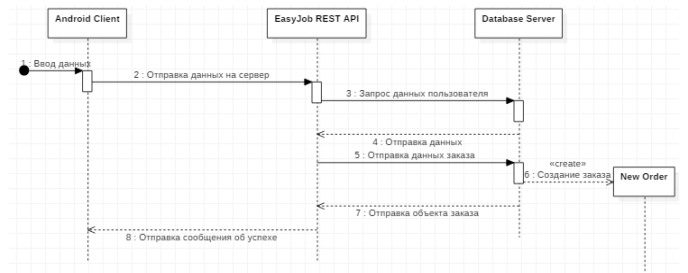 Android Client
EasyJob REST API
Database Server
1 : Ввод данных
2 : Отправка данных на сервер
3 : Запрос данных пользователя
4 : Отправка данных
5 : Отправка данных заказа
«create»
6 : Создание заказа
New Order
7 : Отправка объекта заказа
8 : Отправка сообщения об успехе